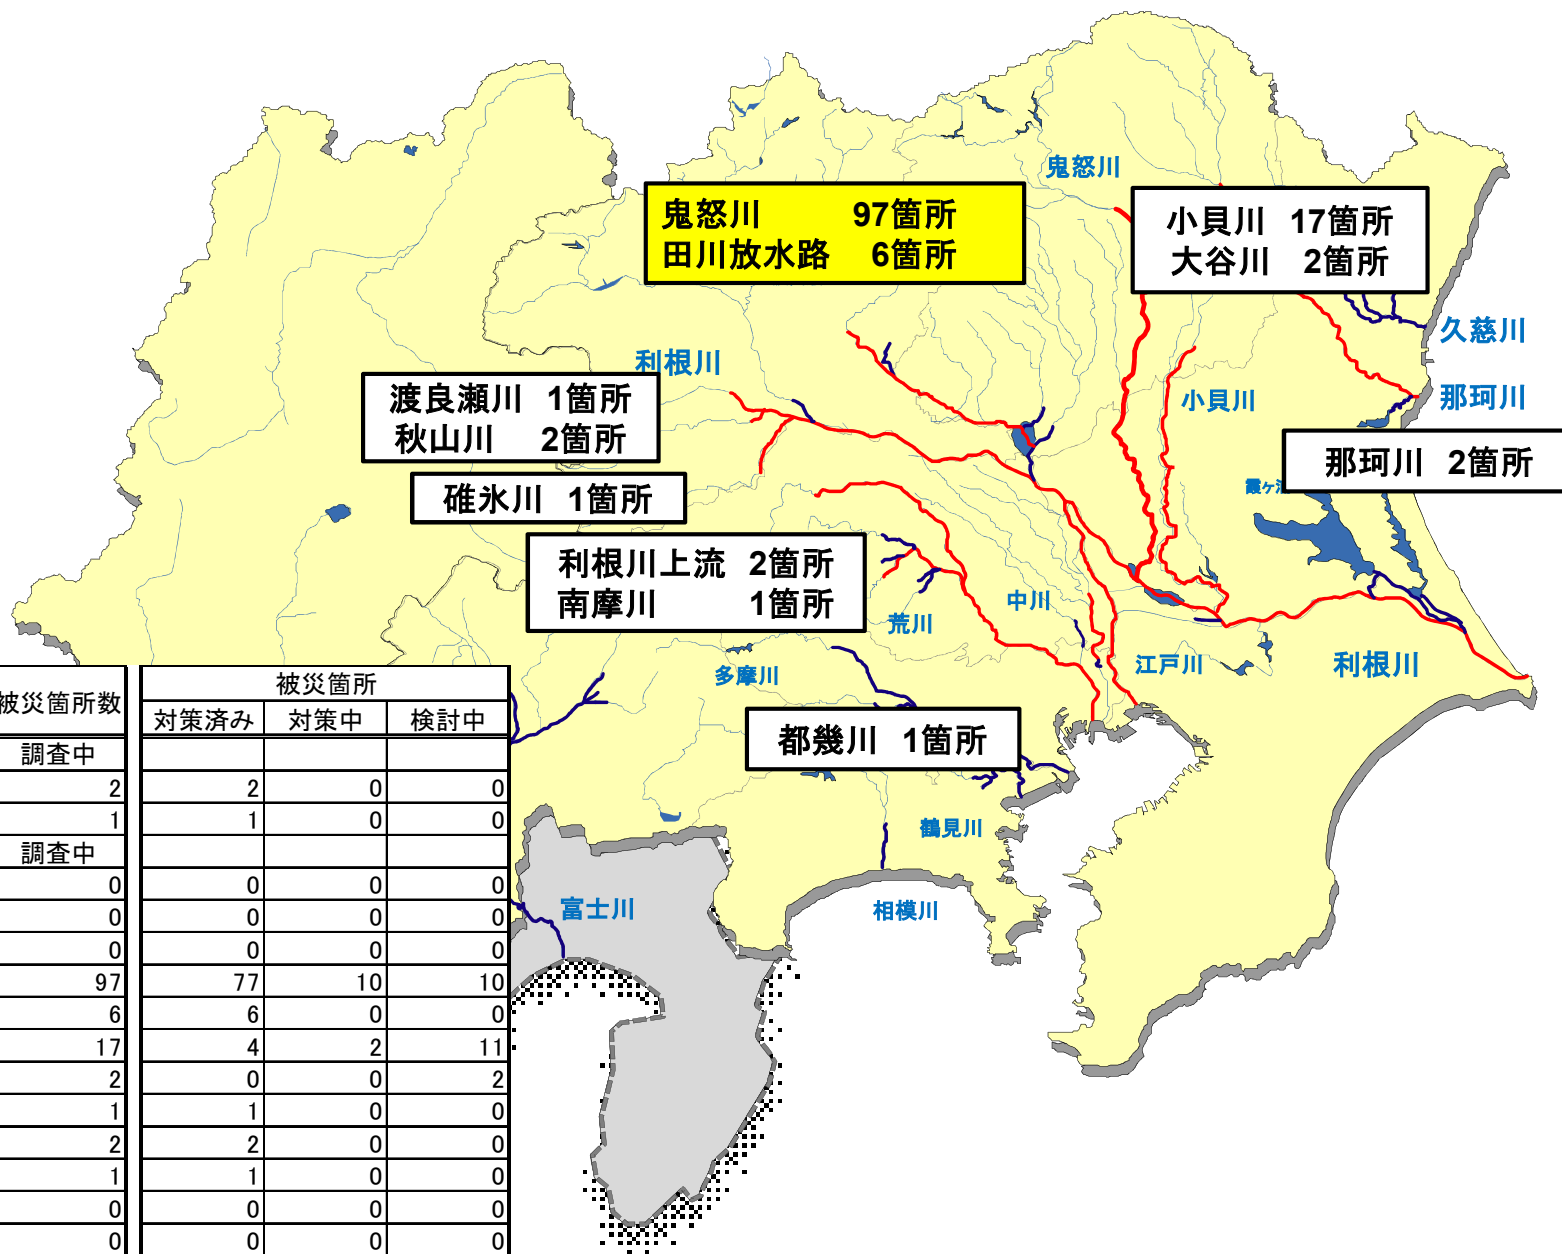 鬼怒川
鬼怒川 97箇所
田川放水路 6箇所
小貝川 17箇所
大谷川 2箇所
久慈川
利根川
渡良瀬川 1箇所
秋山川 2箇所
小貝川
那珂川
那珂川 2箇所
碓氷川 1箇所
霞ヶ
利根川上流 2箇所
南摩川 1箇所
中川
荒川
江戸川
利根川
多摩川
都幾川 1箇所
鶴見川
相模川
富士川
被災箇所数 被災箇所
対策済み 対策中 検討中
調査中
2 2 0 0
1 1 0 0
調査中
0 0 0 0
0 0 0 0
0 0 0 0
97 77 10 10
6 6 0 0
17 4 2 11
2 0 0 2
1 1 0 0
2 2 0 0
1 1 0 0
0 0 0 0
0 0 0 0